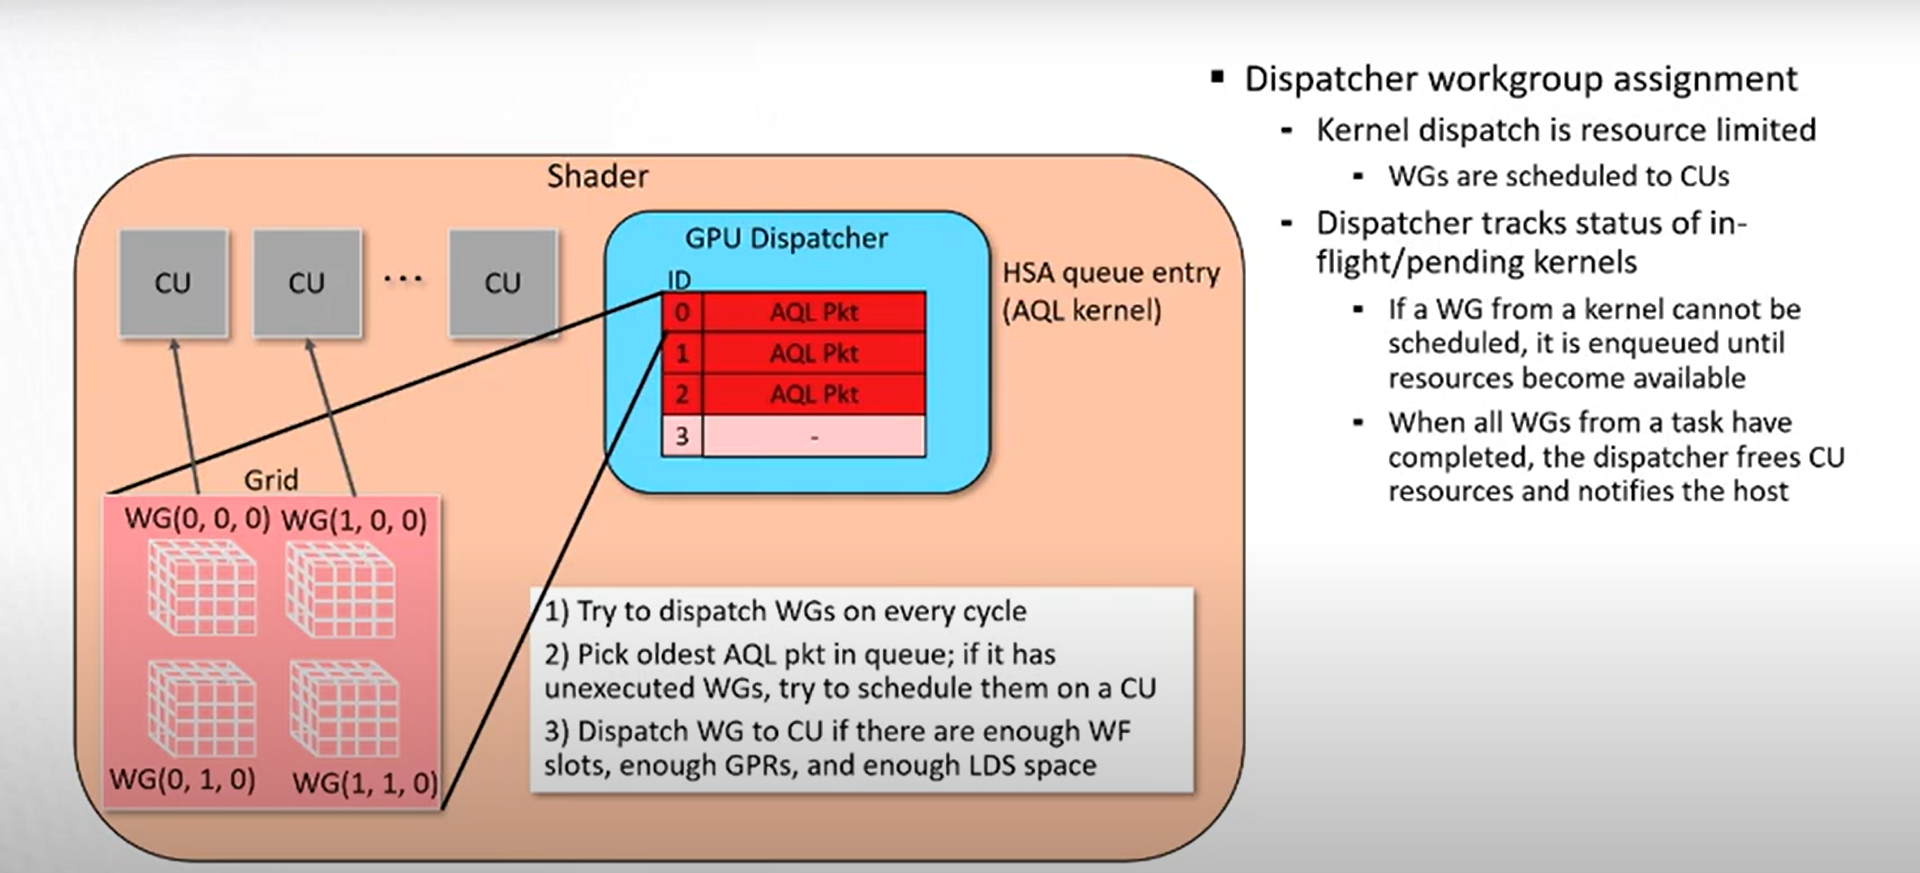 Shader
CU
CU
...
CU
GPU Dispatcher
ID
0 AQL Pkt
1 AQL Pkt
2 AQL Pkt
3 -
HSA queue entry
(AQL kernel)
Grid
WG(0, 0, 0) WG(1, 0, 0)
WG(0, 1, 0) WG(1, 1, 0)
1) Try to dispatch WGs on every cycle
2) Pick oldest AQL pkt in queue; if it has
unexecuted WGs, try to schedule them on a CU
3) Dispatch WG to CU if there are enough WF
slots, enough GPRs, and enough LDS space
▪ Dispatcher workgroup assignment
- Kernel dispatch is resource limited
▪ WGs are scheduled to CUs
- Dispatcher tracks status of in-
flight/pending kernels
▪ If a WG from a kernel cannot be
scheduled, it is enqueued until
resources become available
▪ When all WGs from a task have
completed, the dispatcher frees CU
resources and notifies the host